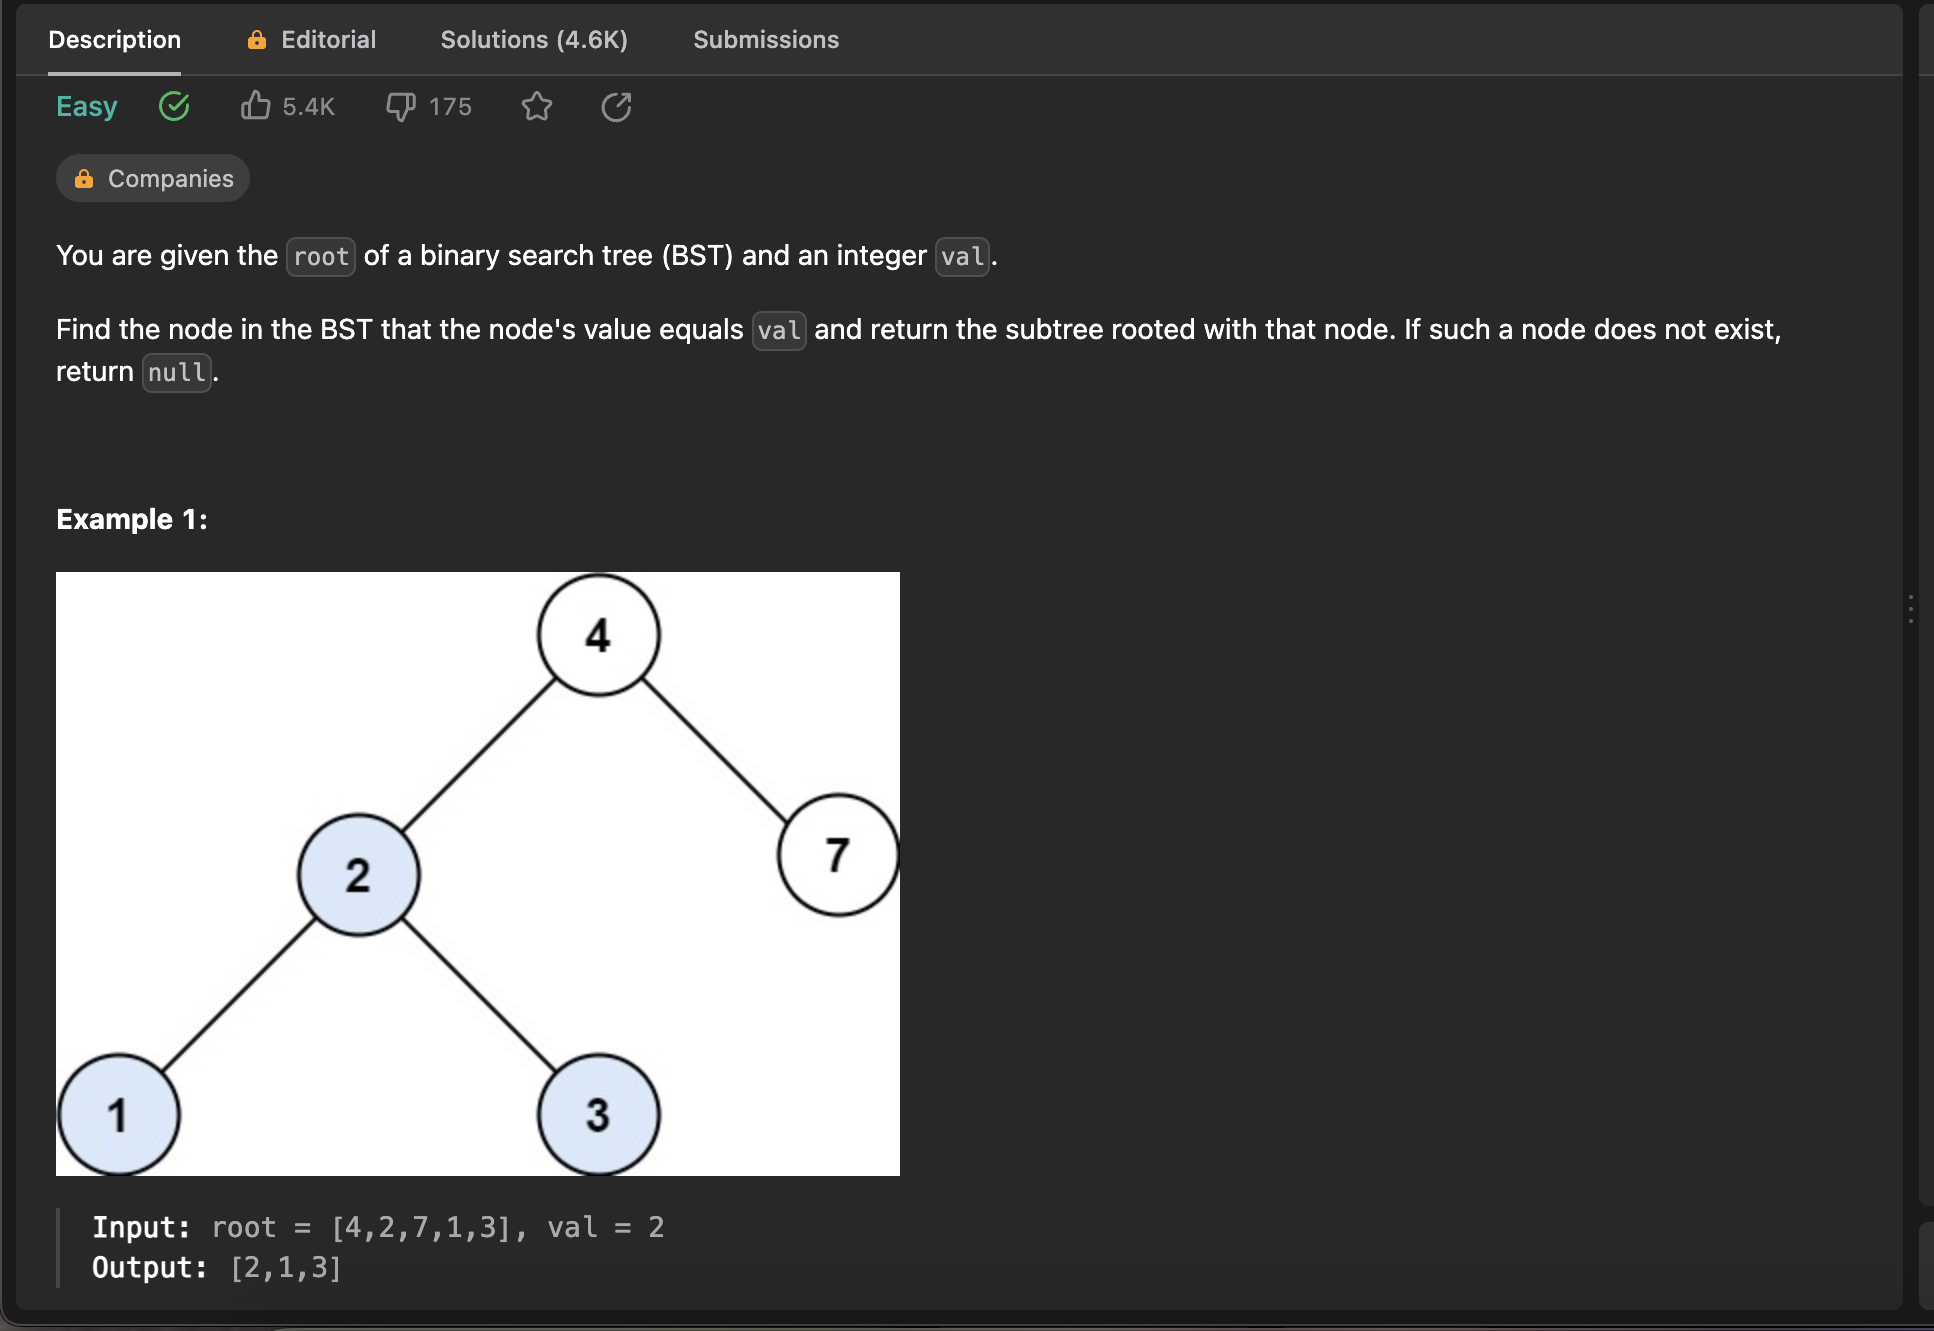 Description Editorial Solutions (4.6K) Submissions
Easy 5.4K 175
Companies
You are given the root of a binary search tree (BST) and an integer val.
Find the node in the BST that the node's value equals val and return the subtree rooted with that node. If such a node does not exist,
return null.
Example 1:
4
2 7
1 3
Input: root = [4,2,7,1,3], val = 2
Output: [2,1,3]